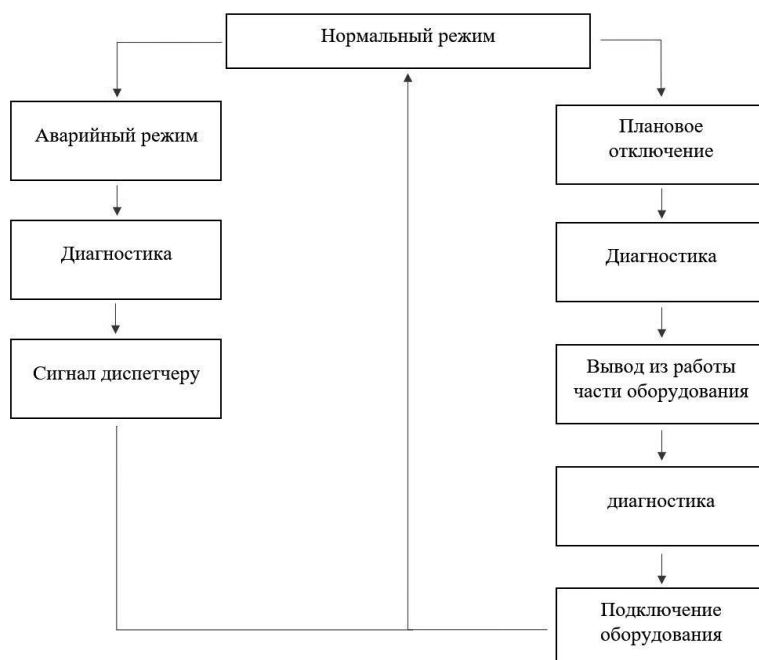 Нормальный режим
Аварийный режим
Диагностика
Сигнал диспетчеру
Плановое
отключение
Диагностика
Вывод из работы
части оборудования
диагностика
Подключение
оборудования